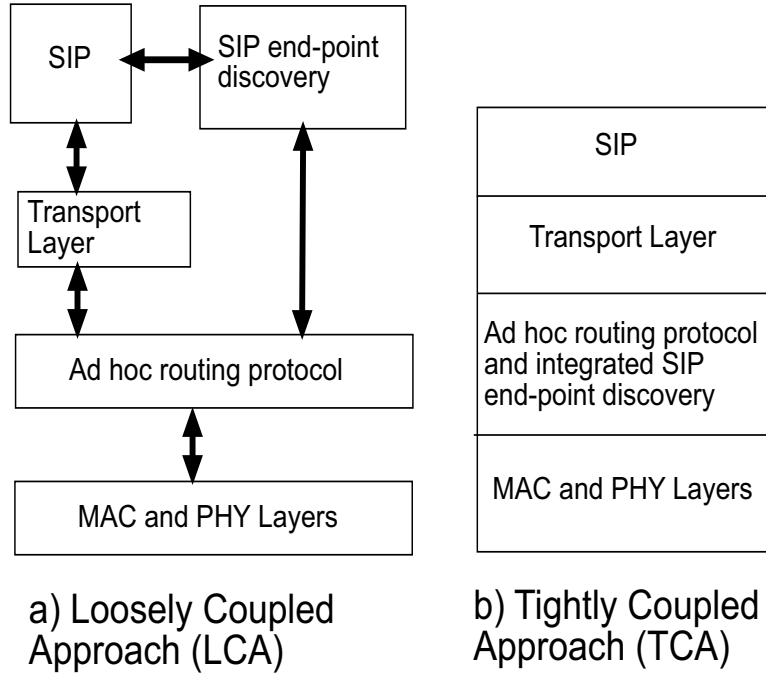 SIP
SIP end-point
discovery
Transport
Layer
Ad hoc routing protocol
MAC and PHY Layers
a) Loosely Coupled
Approach (LCA)
SIP
Transport Layer
Ad hoc routing protocol
and integrated SIP
end-point discovery
MAC and PHY Layers
b) Tightly Coupled
Approach (TCA)